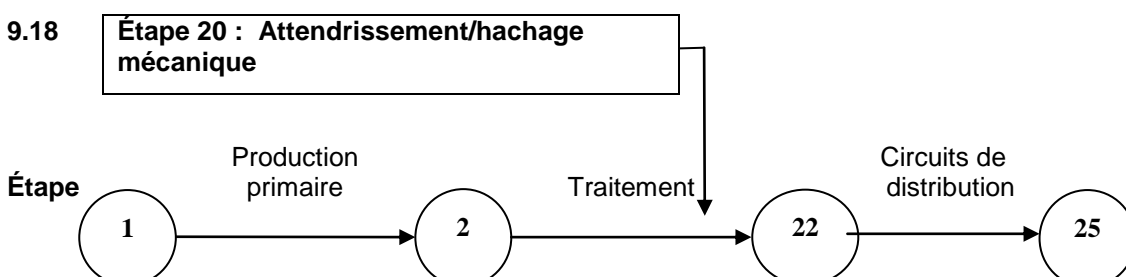 9.18 Étape 20 : Attendrissement/hachage
mécanique
Production
primaire
Circuits de
distribution
Étape
Traitement
1
2
22
25